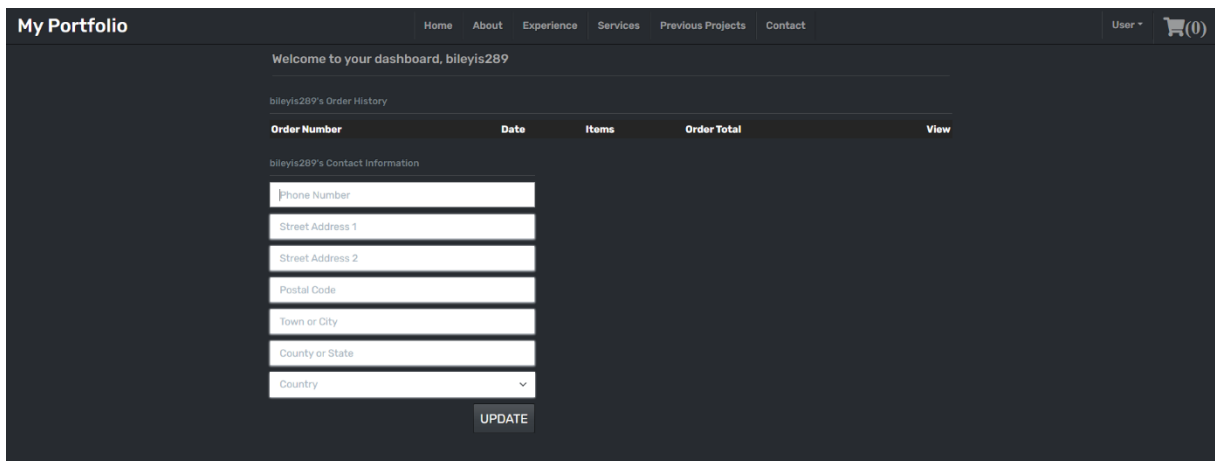 My Portfolio Home About Experience Services Previous Projects Contact User (0)
Welcome to your dashboard, bileyis289
bileyis289's Order History
Order Number Date Items Order Total View
bileyis289's Contact Information
Phone Number
Street Address 1
Street Address 2
Postal Code
Town or City
County or State
Country
UPDATE